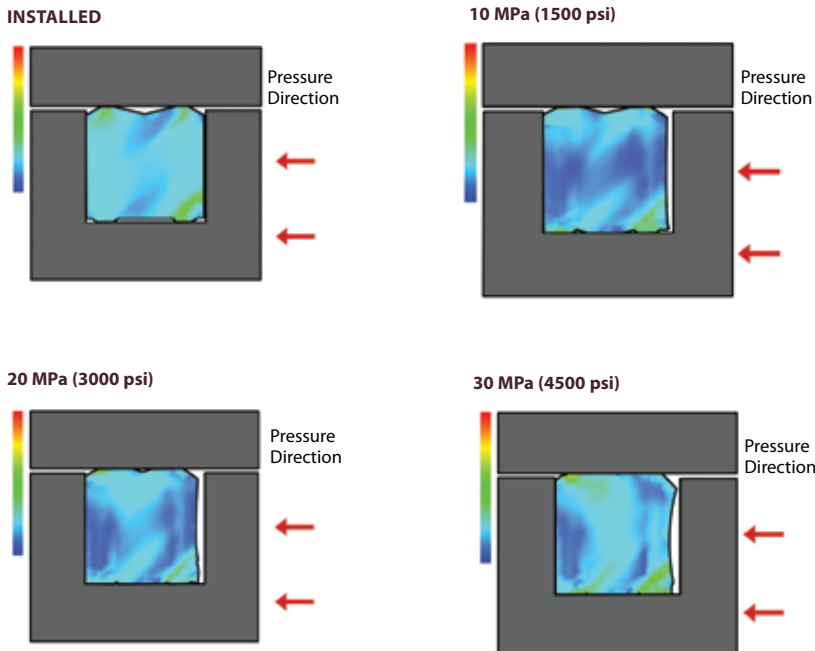 INSTALLED
Pressure
Direction
10 MPa (1500 psi)
Pressure
Direction
20 MPa (3000 psi)
Pressure
Direction
30 MPa (4500 psi)
Pressure
Direction